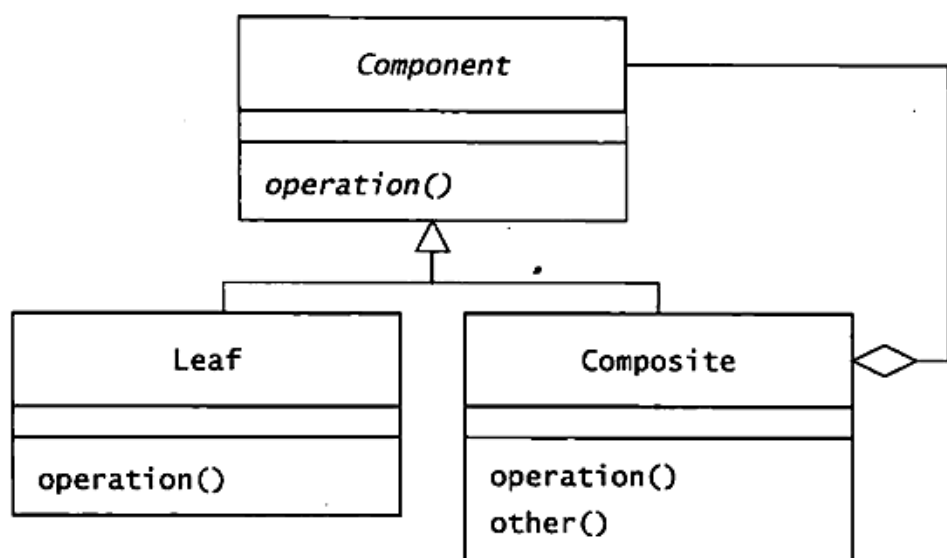 Component
operation()
Leaf
operation()
Composite
operation()
other()